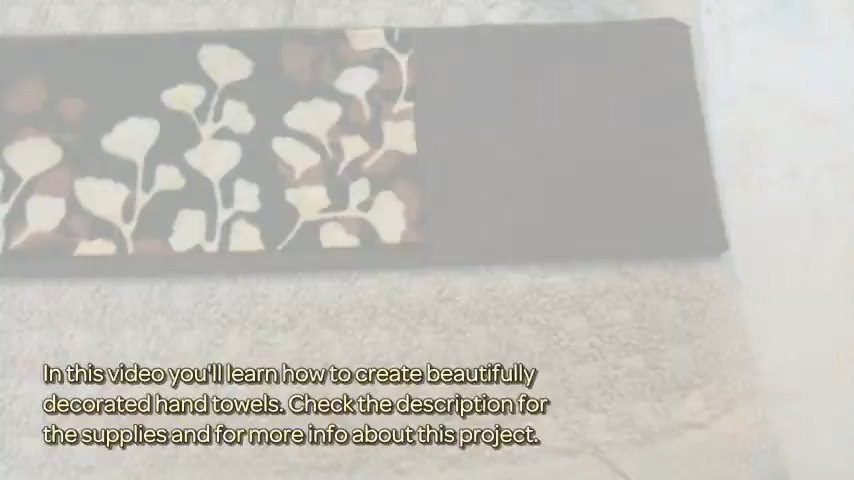 In this video you'll learn how to create beautifully
decorated hand towels. Check the description for
the supplies and for more info about this project.